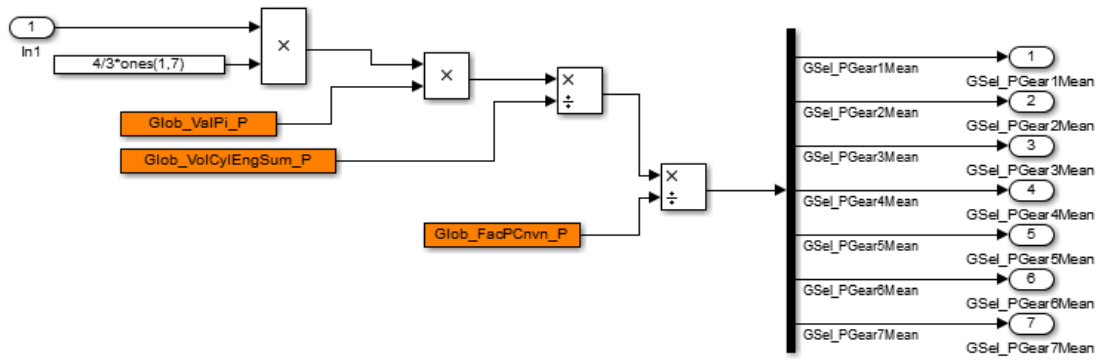 1
In1
4/3*ones(1,7)
×
×
×
÷
Glob_ValPi_P
Glob_VolCylEngSum_P
×
÷
Glob_FacPCnvn_P
GSel_PGear1Mean
1
GSel_PGear1Mean
GSel_PGear2Mean
2
GSel_PGear2Mean
GSel_PGear3Mean
3
GSel_PGear3Mean
GSel_PGear4Mean
4
GSel_PGear4Mean
GSel_PGear5Mean
5
GSel_PGear5Mean
GSel_PGear6Mean
6
GSel_PGear6Mean
GSel_PGear7Mean
7
GSel_PGear7Mean